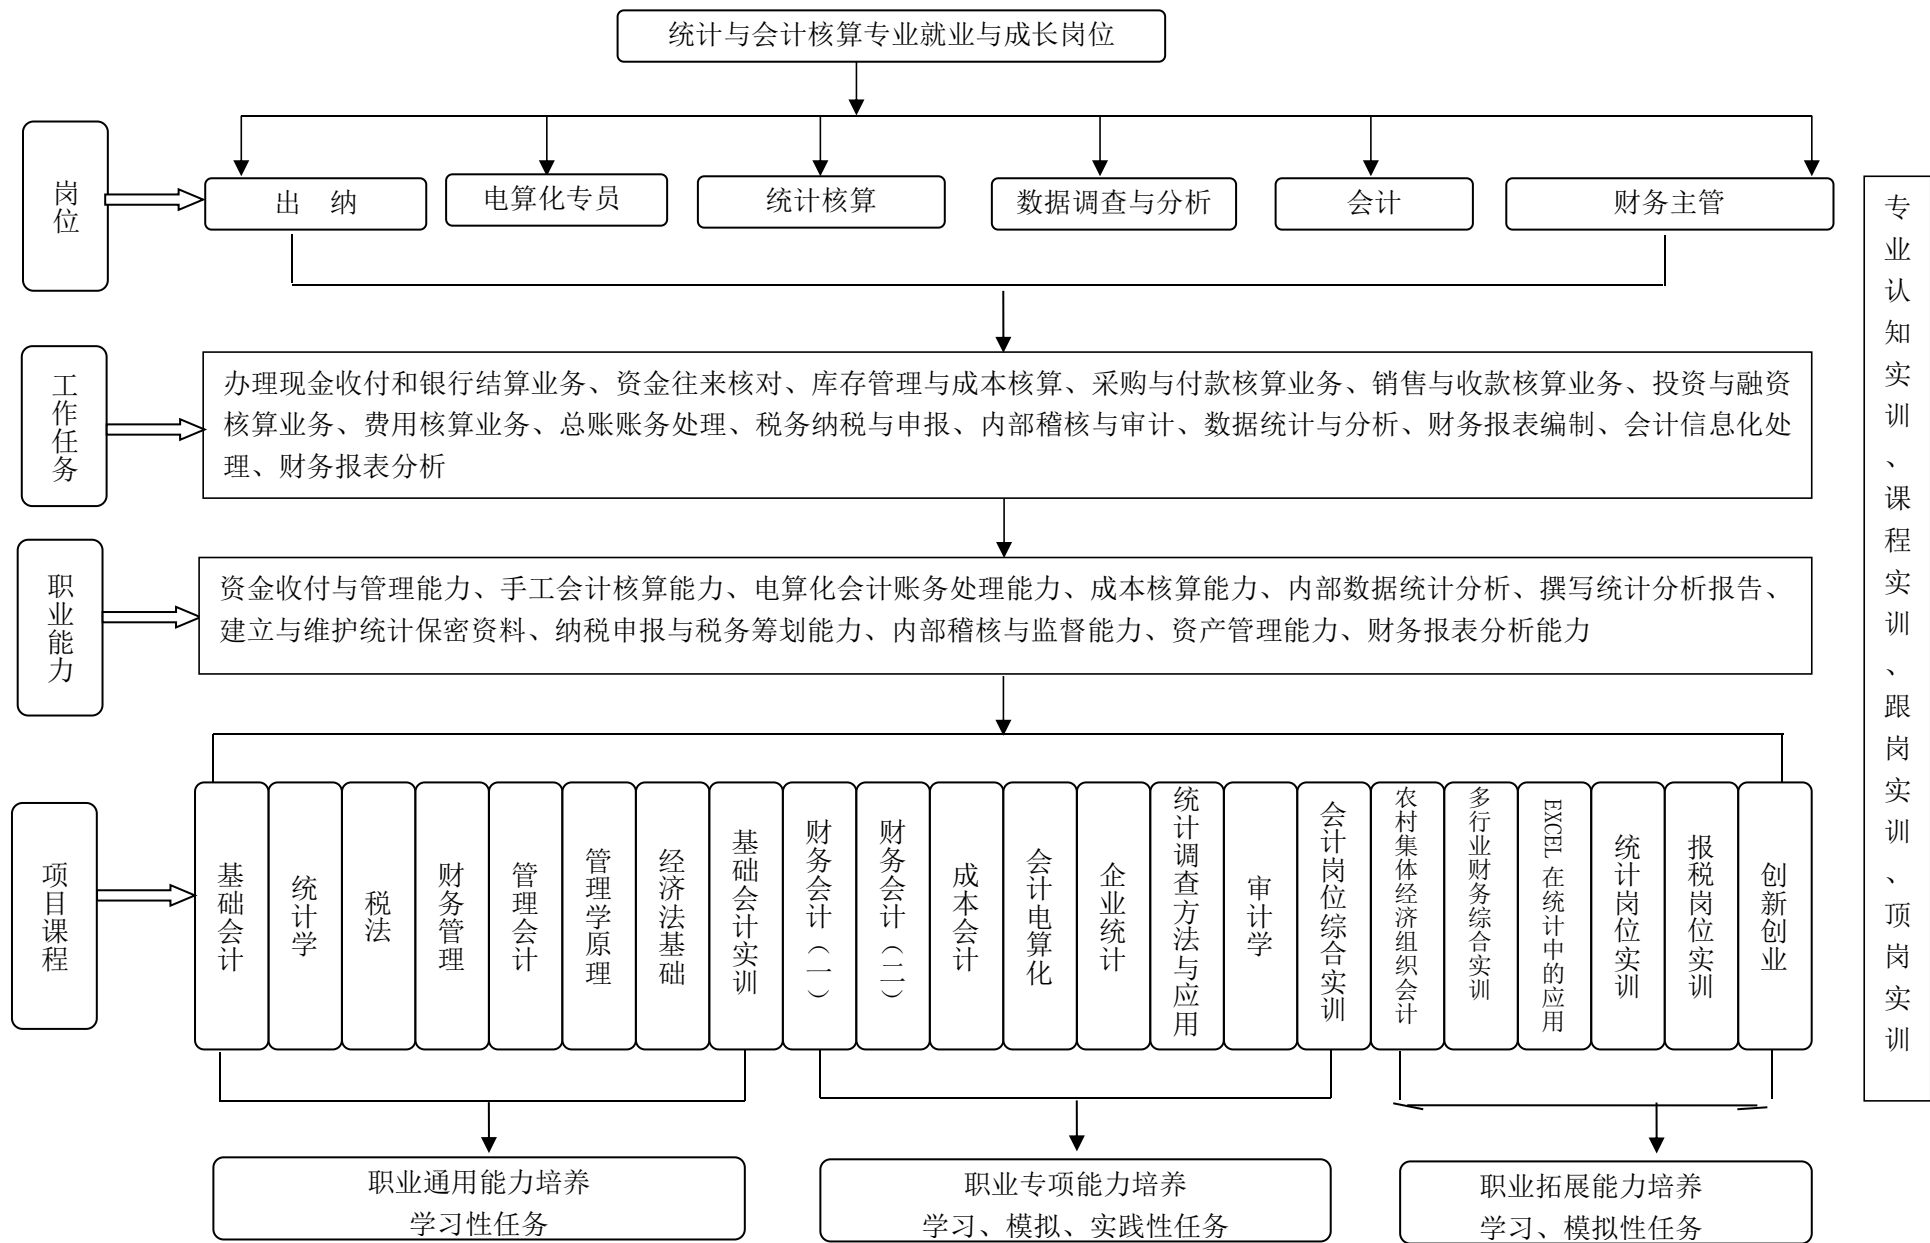 统计与会计核算专业就业与成长岗位
岗位
出 纳
电算化专员
统计核算
数据调查与分析
会计
财务主管
工作任务
办理现金收付和银行结算业务、资金往来核对、库存管理与成本核算、采购与付款核算业务、销售与收款核算业务、投资与融资
核算业务、费用核算业务、总账账务处理、税务纳税与申报、内部稽核与审计、数据统计与分析、财务报表编制、会计信息化处
理、财务报表分析
职业能力
资金收付与管理能力、手工会计核算能力、电算化会计账务处理能力、成本核算能力、内部数据统计分析、撰写统计分析报告、
建立与维护统计保密资料、纳税申报与税务筹划能力、内部稽核与监督能力、资产管理能力、财务报表分析能力
项目课程
基础会计
统计学
税法
财务管理
管理会计
管理学原理
经济法基础
基础会计实训
财务会计（一）
财务会计（二）
成本会计
会计电算化
企业统计
统计调查方法与应用
审计学
会计岗位综合实训
农村集体经济组织会计
多行业财务综合实训
EXCEL 在统计中的应用
统计岗位实训
报税岗位实训
创新创业
职业通用能力培养
学习性任务
职业专项能力培养
学习、模拟、实践性任务
职业拓展能力培养
学习、模拟性任务
专业认知实训、课程实训、跟岗实训、顶岗实训